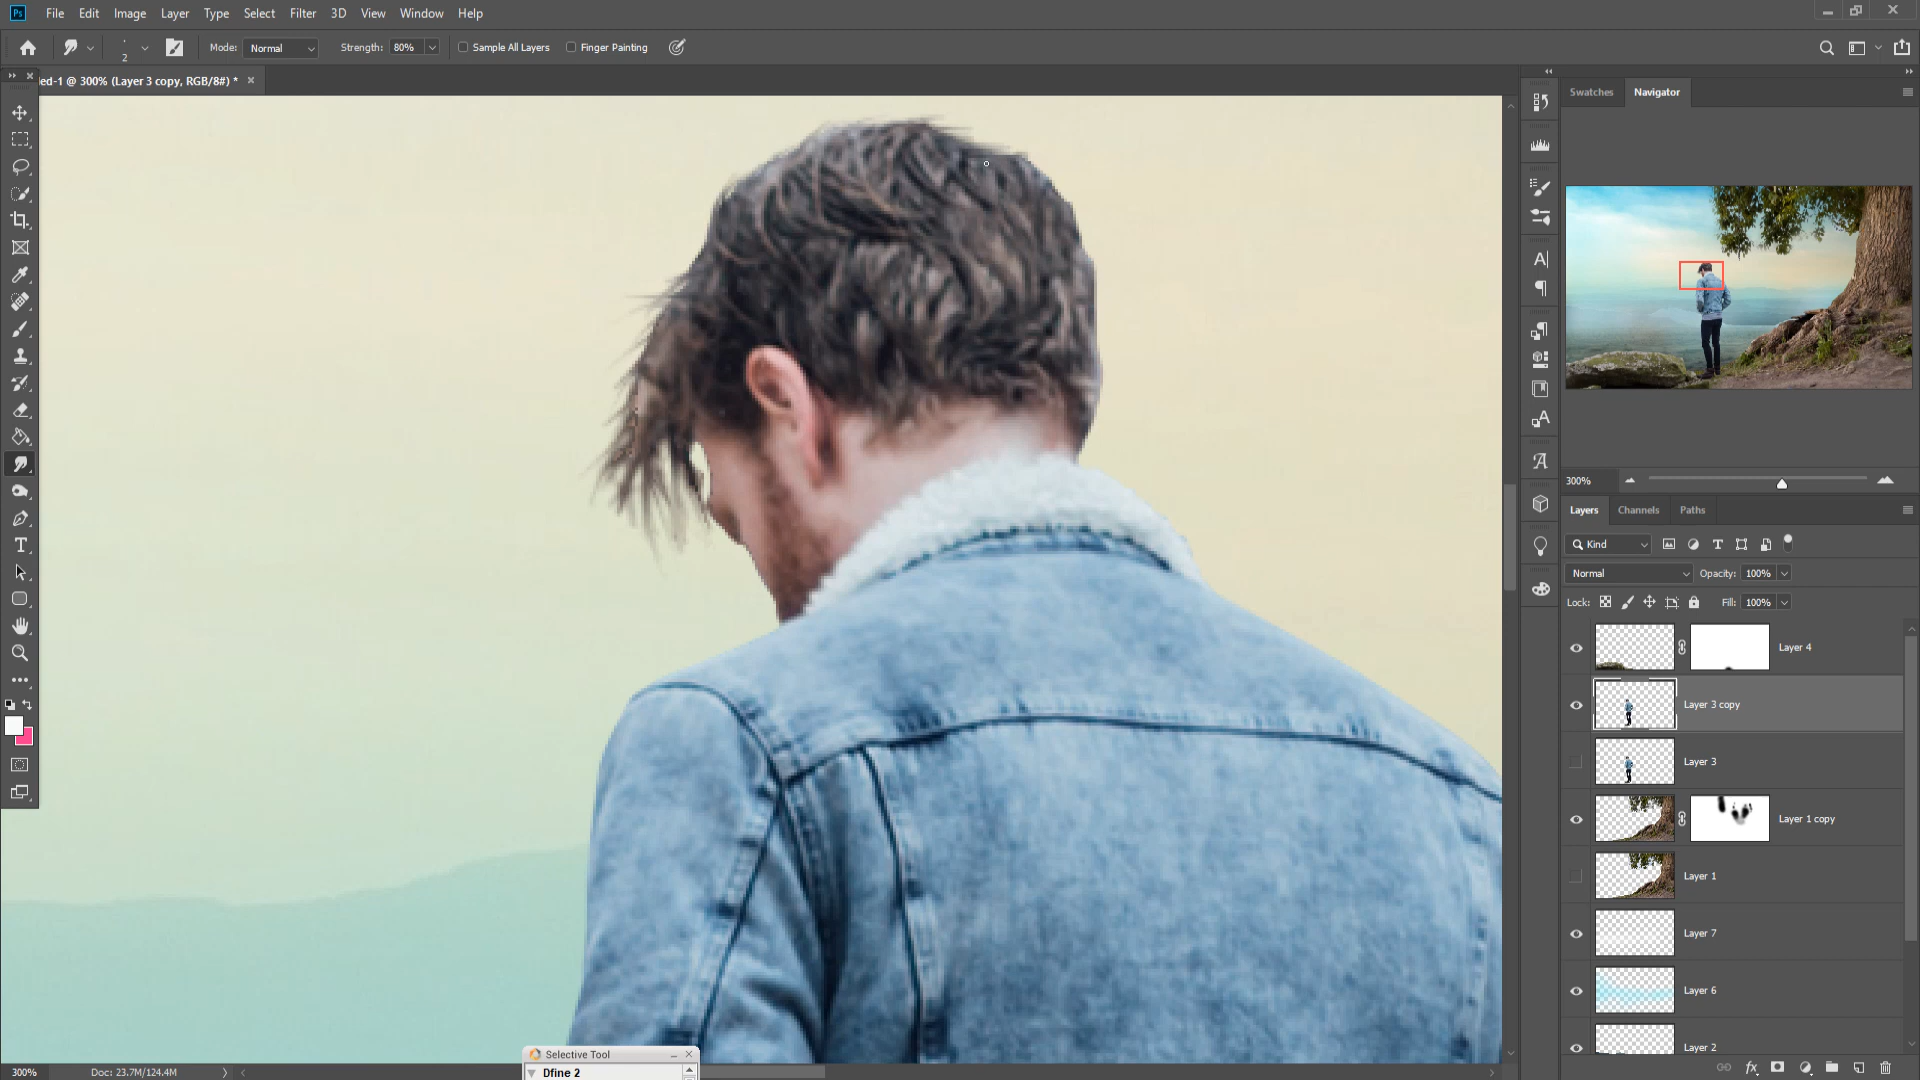 Ps File Edit Image Layer Type Select Filter 3D View Window Help
2 Mode: Normal Strength: 80% Sample All Layers Finger Painting
ed-1 @ 300% (Layer 3 copy, RGB/8#) *
Swatches Navigator
300%
Layers Channels Paths
Kind
Normal Opacity: 100%
Lock: Fill: 100%
Layer 4
Layer 3 copy
Layer 3
Layer 1 copy
Layer 1
Layer 7
Layer 6
Layer 2
Selective Tool
Dfine 2
300% Doc: 23.7M/124.4M